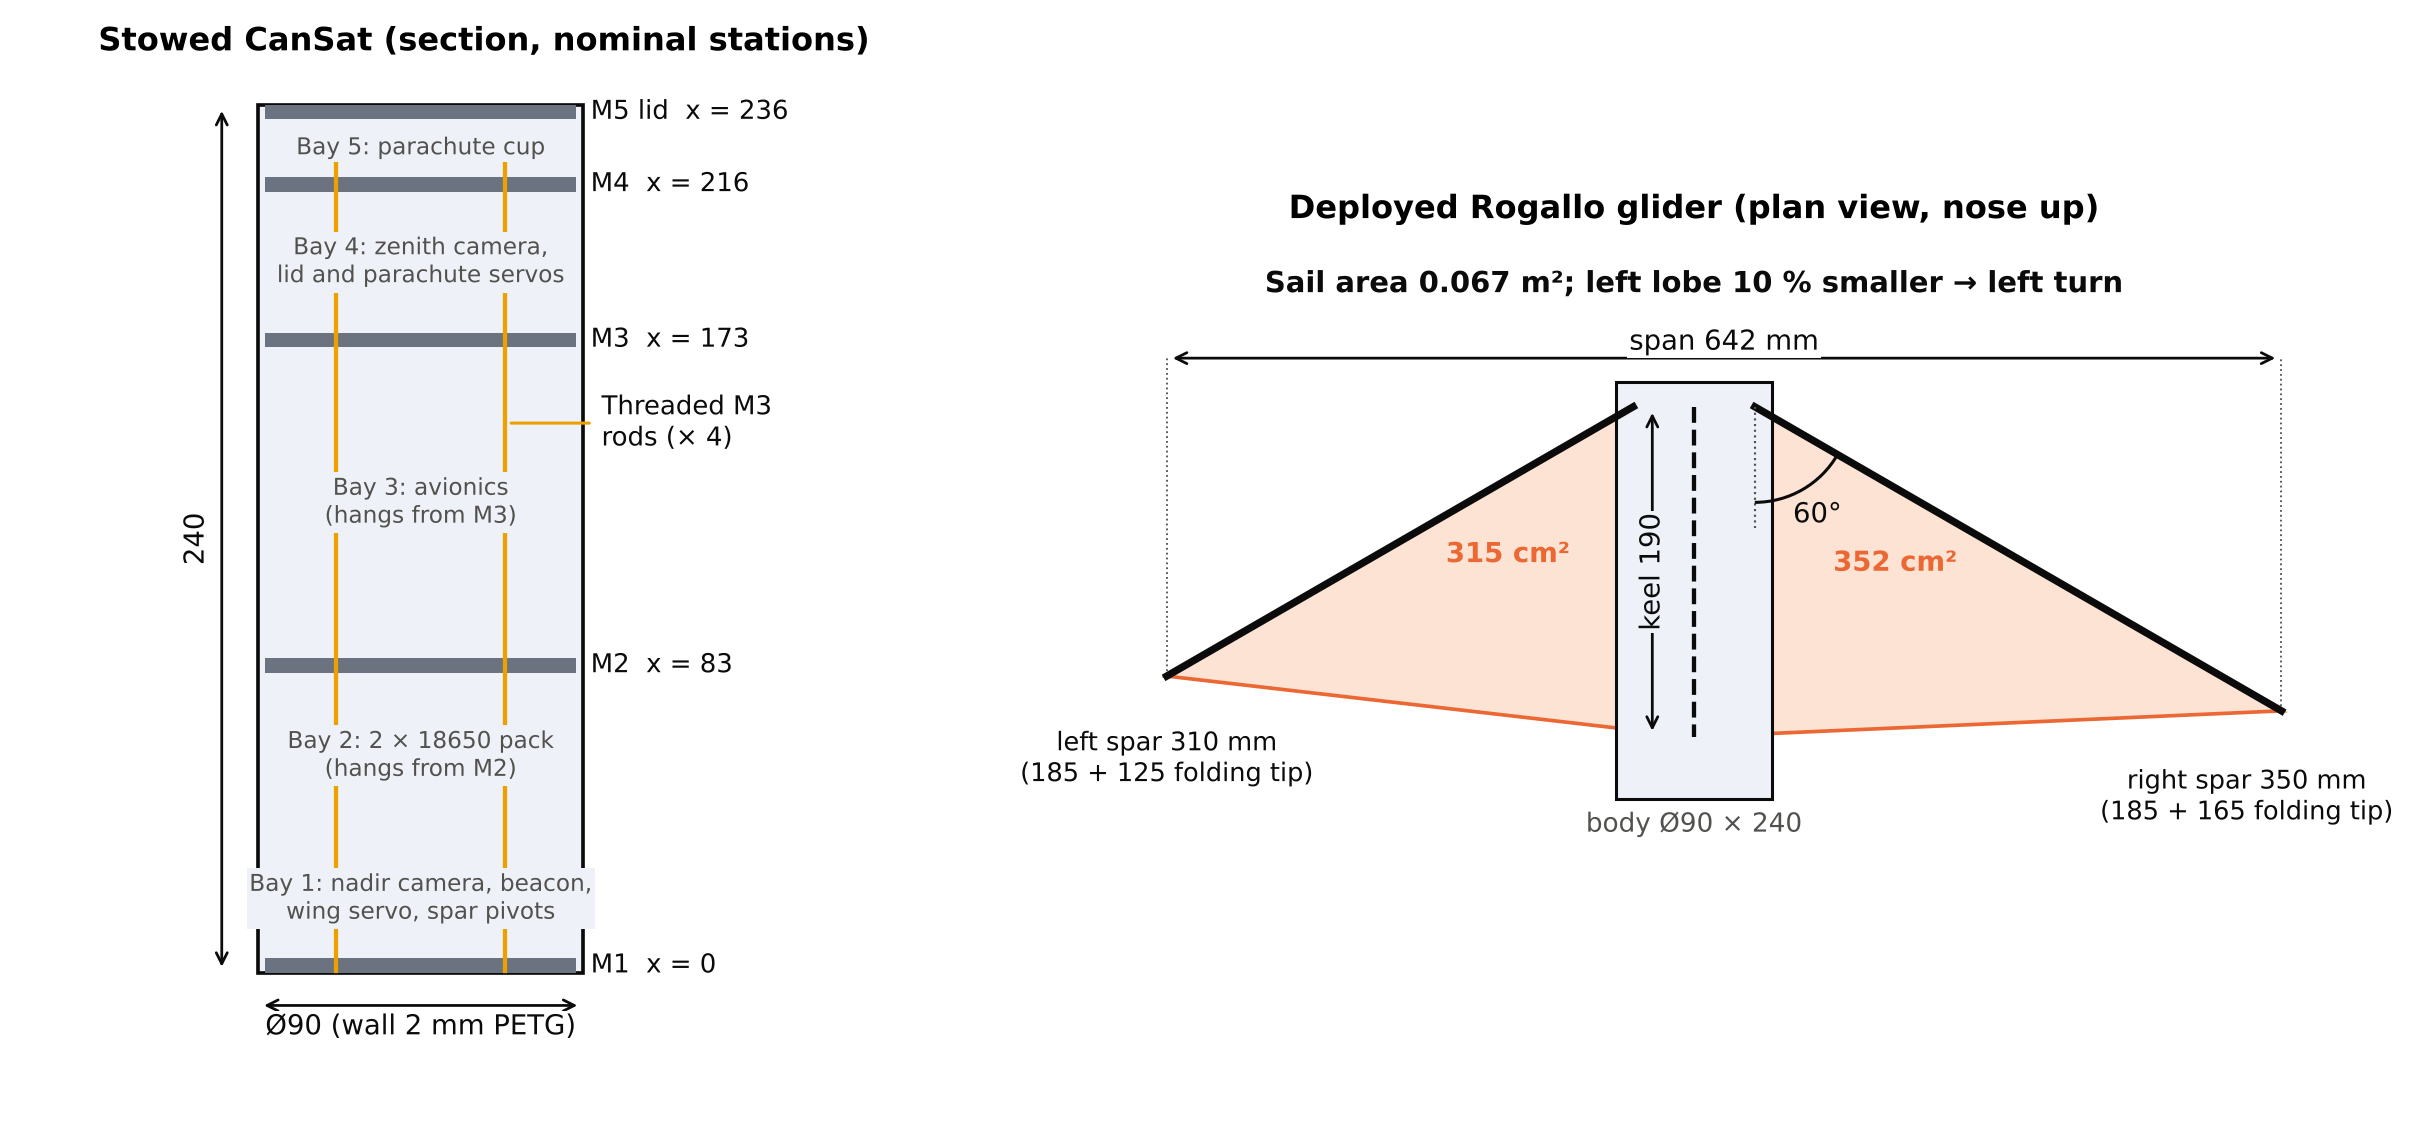 Stowed CanSat (section, nominal stations)
M5 lid  x = 236
Bay 5: parachute cup
M4  x = 216
Bay 4: zenith camera,
lid and parachute servos
M3  x = 173
Threaded M3
rods (× 4)
Bay 3: avionics
(hangs from M3)
240
M2  x = 83
Bay 2: 2 × 18650 pack
(hangs from M2)
Bay 1: nadir camera, beacon,
wing servo, spar pivots
M1  x = 0
Ø90 (wall 2 mm PETG)
Deployed Rogallo glider (plan view, nose up)
Sail area 0.067 m²; left lobe 10 % smaller → left turn
span 642 mm
60°
315 cm²
keel 190
352 cm²
left spar 310 mm
(185 + 125 folding tip)
right spar 350 mm
(185 + 165 folding tip)
body Ø90 × 240